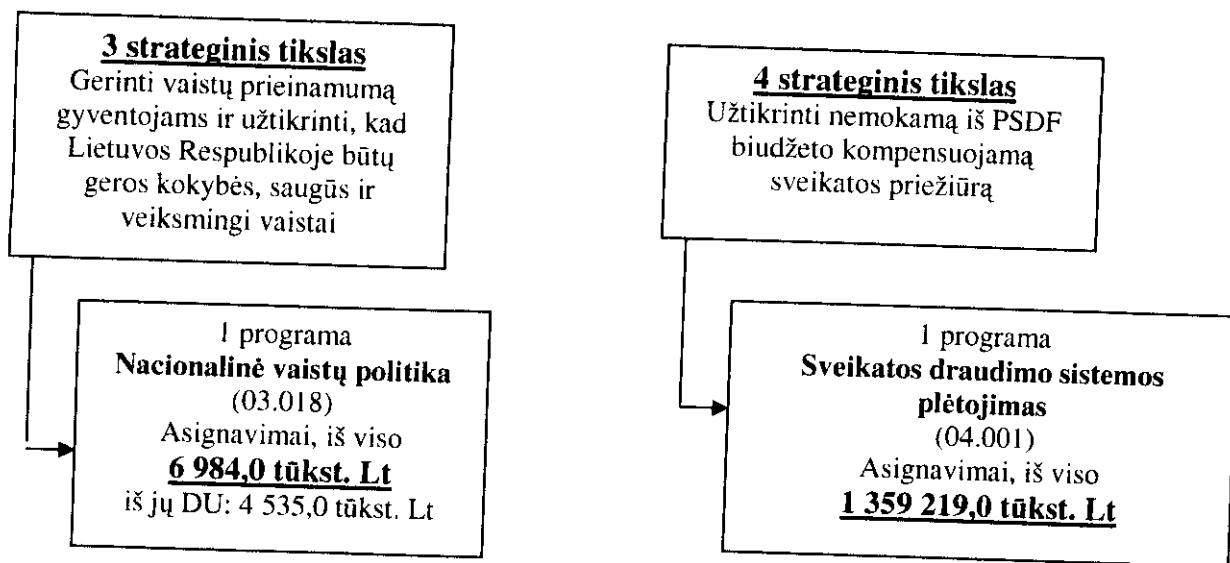 3 strateginis tikslas
Gerinti vaistų prieinamumą
gyventojams ir užtikrinti, kad
Lietuvos Respublikoje būtų
geros kokybės, saugūs ir
veiksmingi vaistai
1 programa
Nacionalinė vaistų politika
(03.018)
Asignavimai, iš viso
6 984,0 tūkst. Lt
iš jų DU: 4 535,0 tūkst. Lt
4 strateginis tikslas
Užtikrinti nemokamą iš PSDF
biudžeto kompensuojamą
sveikatos priežiūrą
1 programa
Sveikatos draudimo sistemos
plėtojimas
(04.001)
Asignavimai, iš viso
1 359 219,0 tūkst. Lt